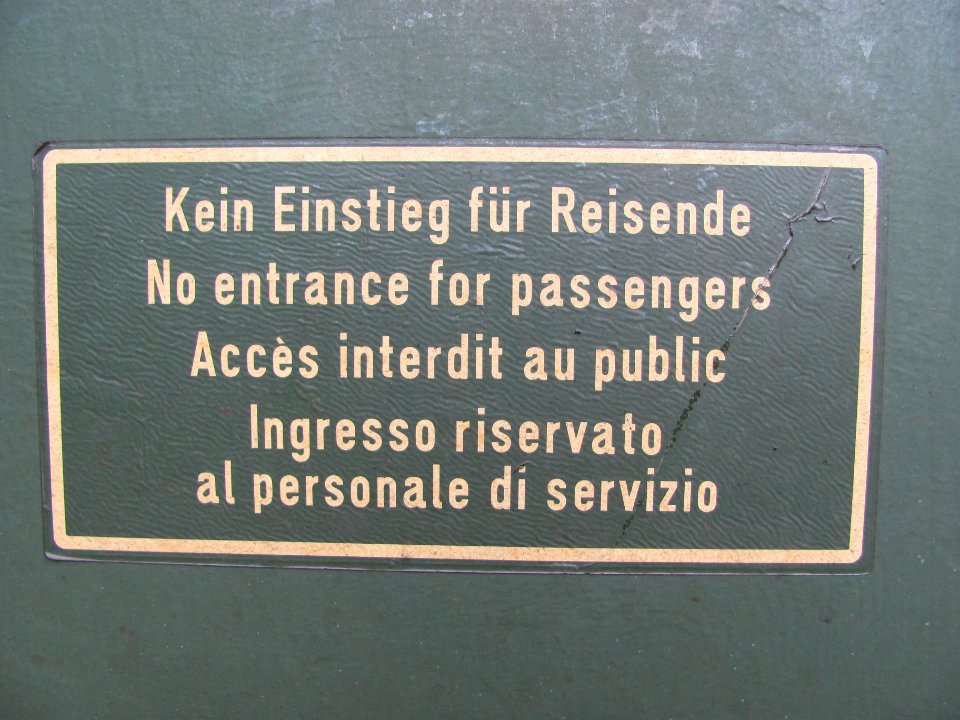 Kein Einstieg für Reisende
No entrance for passengers
Accès interdit au public
Ingresso riservato
al personale di servizio